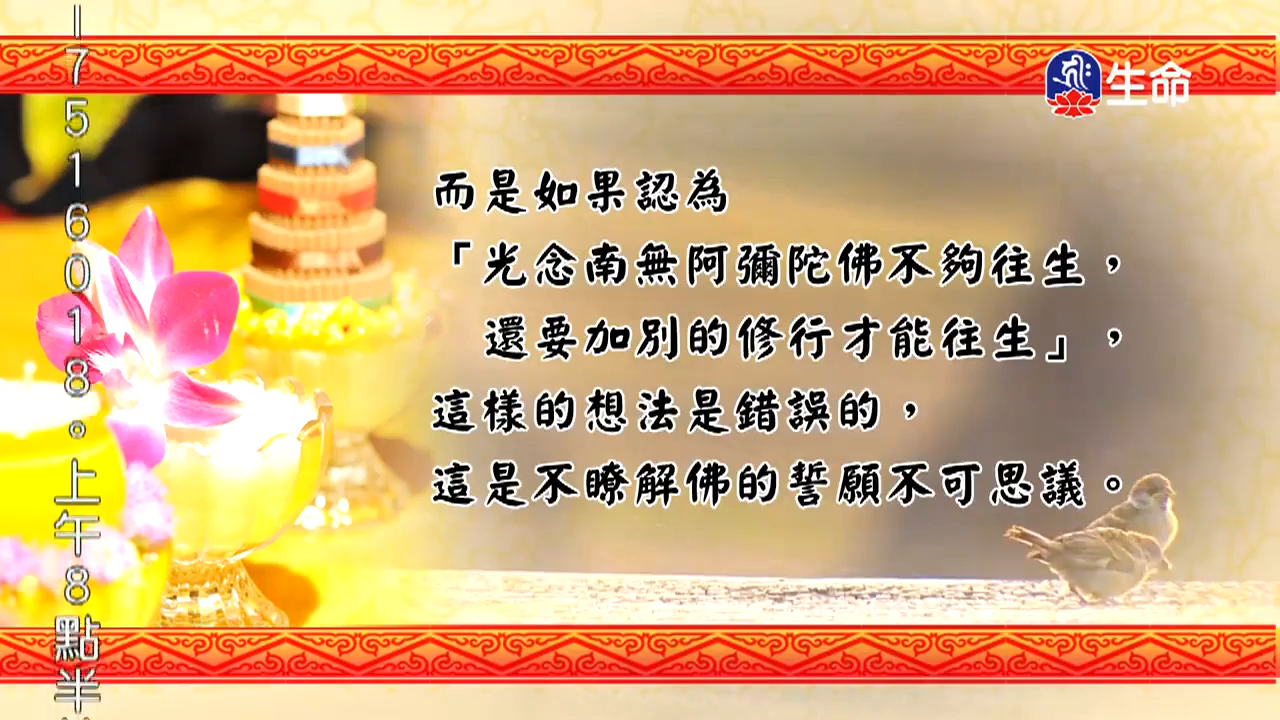 生命
而是如果認為
「光念南無阿彌陀佛不夠往生，
還要加別的修行才能往生」，
這樣的想法是錯誤的，
這是不瞭解佛的誓願不可思議。
17516018。上午8點半